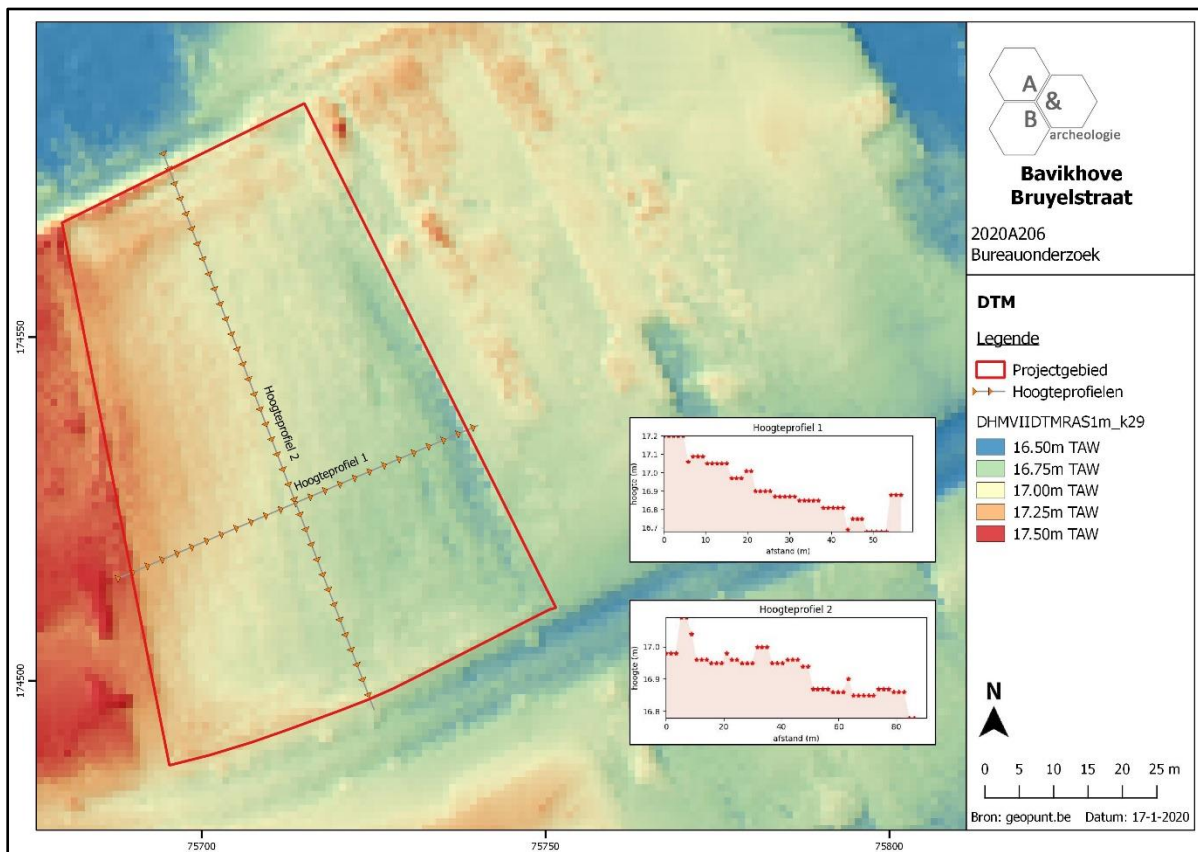 A
&
B
archeologie
Bavikhove
Bruyelstraat
2020A206
Bureauonderzoek
DTM
Legende
Projectgebied
Hoogteprofielen
DHMVIIDTMRAS1m_k29
16.50m TAW
16.75m TAW
17.00m TAW
17.25m TAW
17.50m TAW
N
0 5 10 15 20 25 m
Bron: geopunt.be Datum: 17-1-2020
174550
174500
75700
75750
75800
Hoogteprofiel 2
Hoogteprofiel 1
Hoogteprofiel 1
17.2
17.1
17.0
16.9
16.8
16.7
hoogte (m)
0 10 20 30 40 50
afstand (m)
Hoogteprofiel 2
17.0
16.9
16.8
hoogte (m)
0 20 40 60 80
afstand (m)